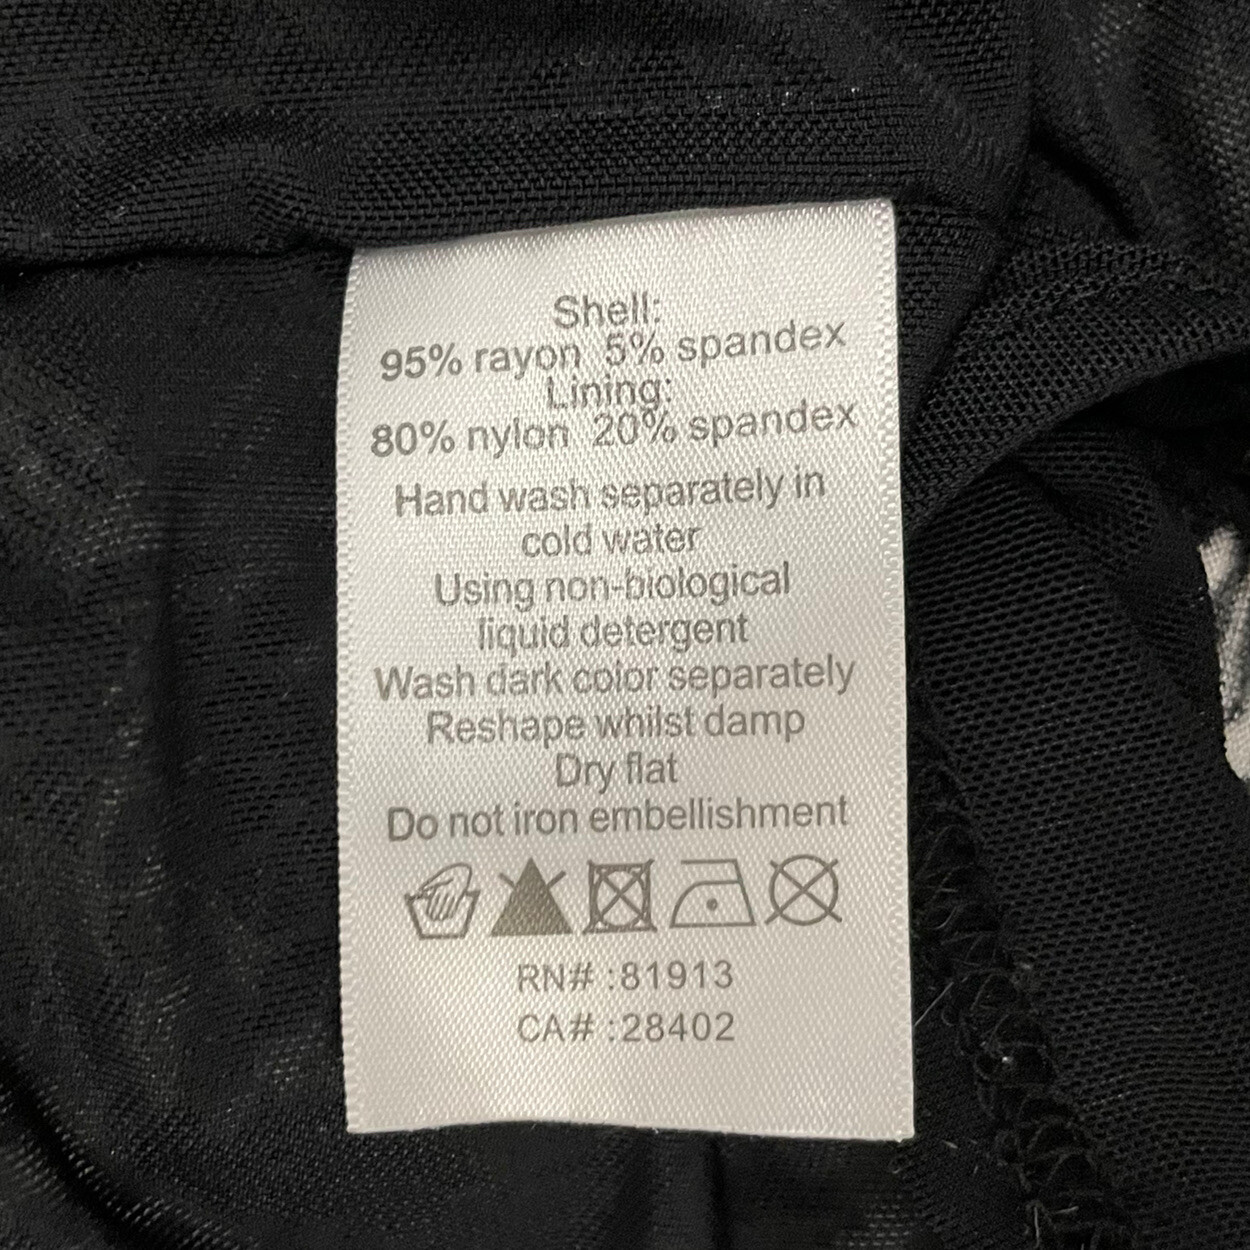 Shell:
95% rayon 5% spandex
Lining:
80% nylon 20% spandex
Hand wash separately in
cold water
Using non-biological
liquid detergent
Wash dark color separately
Reshape whilst damp
Dry flat
Do not iron embellishment
RN# :81913
CA# :28402